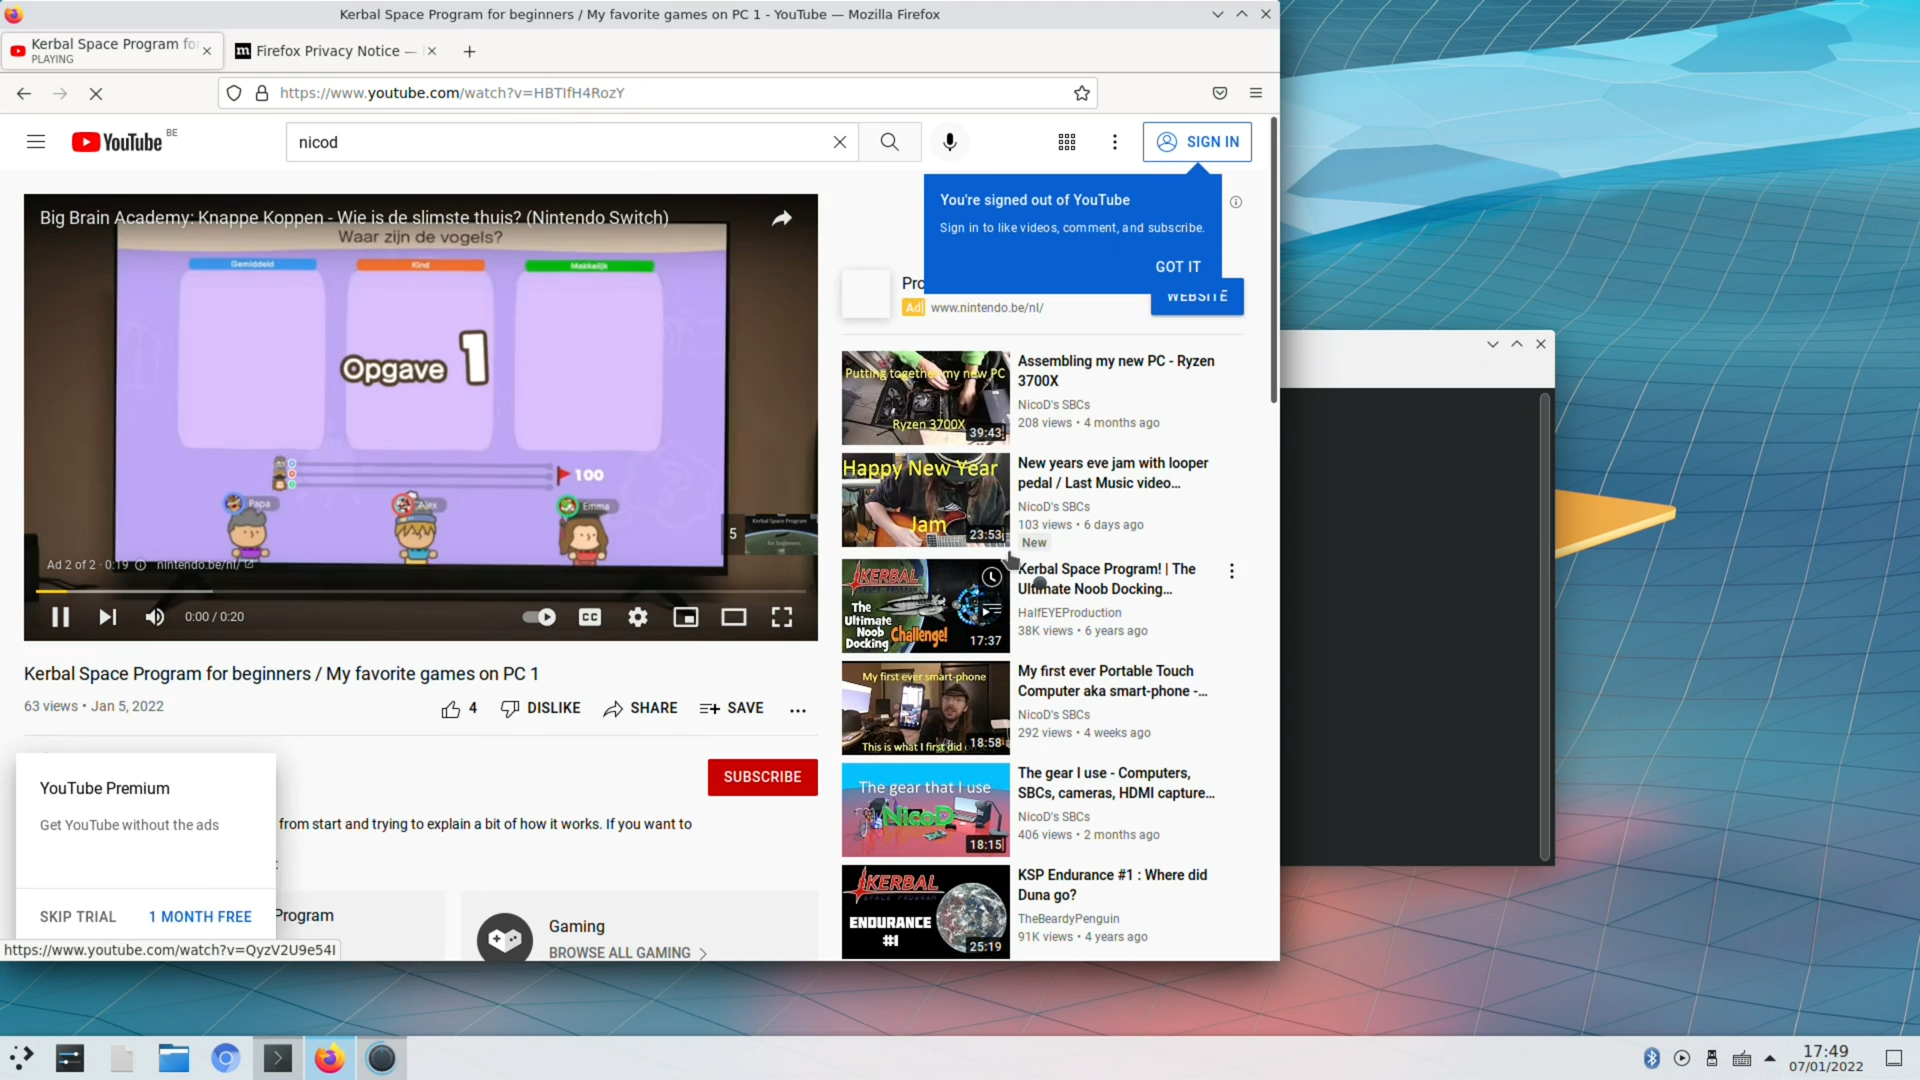 Kerbal Space Program for beginners / My favorite games on PC 1 - YouTube — Mozilla Firefox
Kerbal Space Program fo
PLAYING
Firefox Privacy Notice —
https://www.youtube.com/watch?v=HBTIfH4RozY
YouTube BE
nicod
SIGN IN
You're signed out of YouTube
Sign in to like videos, comment, and subscribe.
GOT IT
Pro
Ad www.nintendo.be/nl/
WEBSITE
Big Brain Academy: Knappe Koppen - Wie is de slimste thuis? (Nintendo Switch)
Waar zijn de vogels?
Gemiddeld Kind Makkelijk
Opgave 1
100
Papa Alex Emma
5
Kerbal Space Program
for beginners
Ad 2 of 2 · 0:19 nintendo.be/nl/
CC
0:00 / 0:20
Kerbal Space Program for beginners / My favorite games on PC 1
63 views • Jan 5, 2022
4 DISLIKE SHARE SAVE
SUBSCRIBE
from start and trying to explain a bit of how it works. If you want to
:
YouTube Premium
Get YouTube without the ads
SKIP TRIAL 1 MONTH FREE
Program
Gaming
BROWSE ALL GAMING
https://www.youtube.com/watch?v=QyzV2U9e54I
Putting together my new PC
Ryzen 3700X
39:43
Assembling my new PC - Ryzen
3700X
NicoD's SBCs
208 views • 4 months ago
Happy New Year
Jam
23:53
New years eve jam with looper
pedal / Last Music video...
NicoD's SBCs
103 views • 6 days ago
New
KERBAL
The
Ultimate
Noob
Docking Challenge!
17:37
Kerbal Space Program! | The
Ultimate Noob Docking...
HalfEYEProduction
38K views • 6 years ago
My first ever smart-phone
This is what I first did
18:58
My first ever Portable Touch
Computer aka smart-phone -...
NicoD's SBCs
292 views • 4 weeks ago
The gear that I use
NicoD
18:15
The gear I use - Computers,
SBCs, cameras, HDMI capture...
NicoD's SBCs
406 views • 2 months ago
KERBAL
SPACE PROGRAM
ENDURANCE
#1
25:19
KSP Endurance #1 : Where did
Duna go?
TheBeardyPenguin
91K views • 4 years ago
17:49
07/01/2022